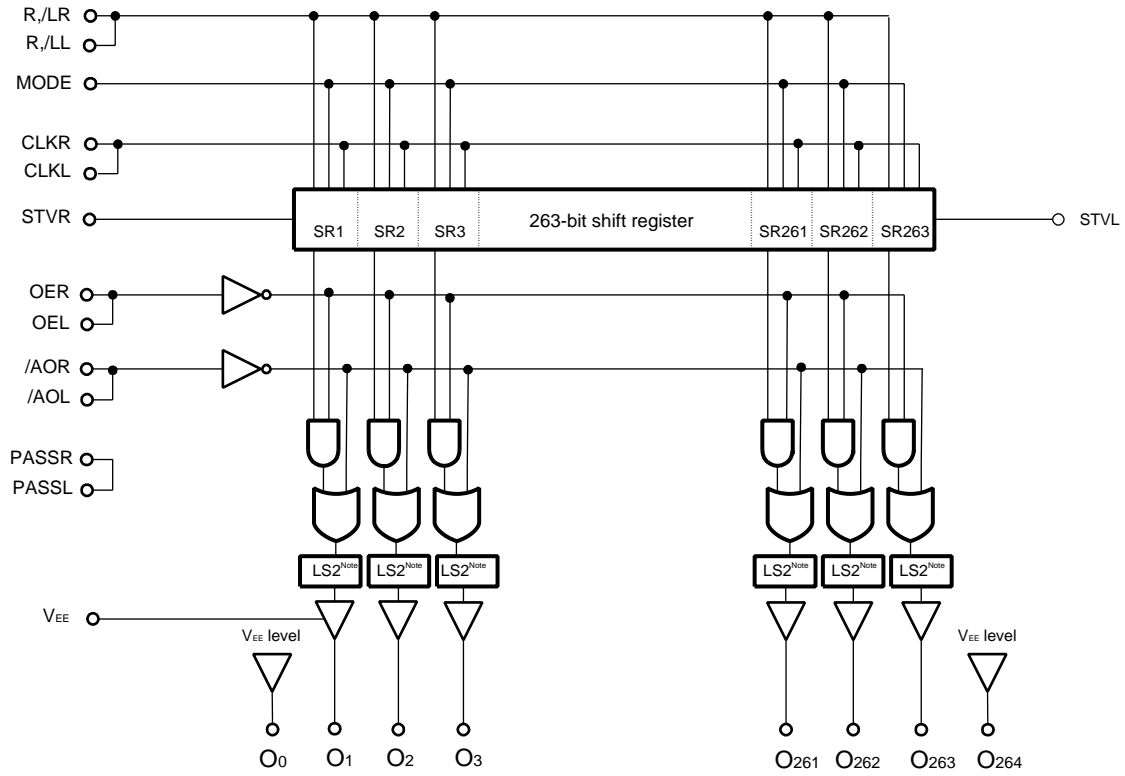 R,/LR
R,/LL
MODE
CLKR
CLKL
STVR
SR1 SR2 SR3 263-bit shift register SR261 SR262 SR263
STVL
OER
OEL
/AOR
/AOL
PASSR
PASSL
LS2Note LS2Note LS2Note LS2Note LS2Note LS2Note
VEE
VEE level VEE level
O0 O1 O2 O3 O261 O262 O263 O264